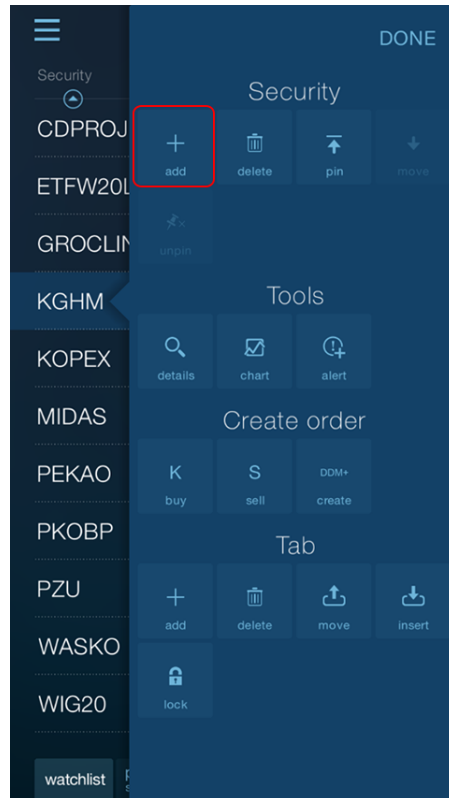 DONE
Security
CDPROJ
ETFW20L
GROCLIN
KGHM
KOPEX
MIDAS
PEKAO
PKOBP
PZU
WASKO
WIG20
watchlist
Security
add delete pin move
unpin
Tools
details chart alert
Create order
K S DDM+
buy sell create
Tab
add delete move insert
lock